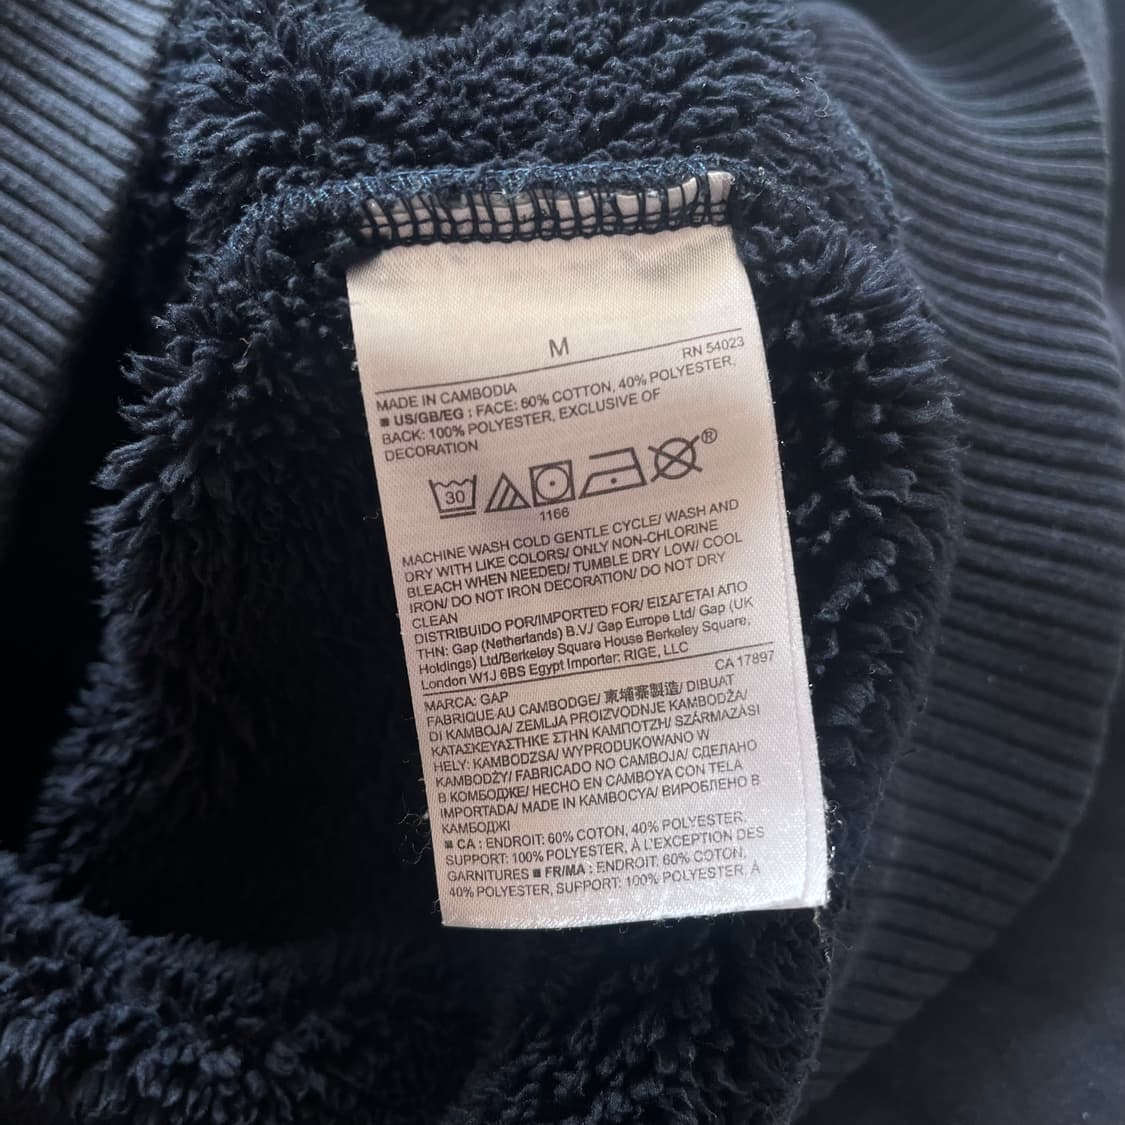 M
RN 54023
MADE IN CAMBODIA
■ US/GB/EG : FACE: 60% COTTON, 40% POLYESTER,
BACK: 100% POLYESTER, EXCLUSIVE OF
DECORATION
30
®
1166
MACHINE WASH COLD GENTLE CYCLE/ WASH AND
DRY WITH LIKE COLORS/ ONLY NON-CHLORINE
BLEACH WHEN NEEDED/ TUMBLE DRY LOW/ COOL
IRON/ DO NOT IRON DECORATION/ DO NOT DRY
CLEAN
DISTRIBUIDO POR/IMPORTED FOR/ ΕΙΣΑΓΕΤΑΙ ΑΠΟ
ΤΗΝ: Gap (Netherlands) B.V./ Gap Europe Ltd/ Gap (UK
Holdings) Ltd/Berkeley Square House Berkeley Square,
London W1J 6BS Egypt Importer: RIGE, LLC
CA 17897
MARCA: GAP
FABRIQUE AU CAMBODGE/ 柬埔寨製造/ DIBUAT
DI KAMBOJA/ ZEMLJA PROIZVODNJE KAMBODŽA/
ΚΑΤΑΣΚΕΥΑΣΤΗΚΕ ΣΤΗΝ ΚΑΜΠΟΤΖΗ/ SZÁRMAZÁSI
HELY: KAMBODZSA/ WYPRODUKOWANO W
KAMBODŻY/ FABRICADO NO CAMBOJA/ СДЕЛАНО
В КОМБОДЖЕ/ HECHO EN CAMBOYA CON TELA
IMPORTADA/ MADE IN KAMBOCYA/ ВИРОБЛЕНО В
КАМБОДЖІ
■ CA : ENDROIT: 60% COTON, 40% POLYESTER,
SUPPORT: 100% POLYESTER, À L'EXCEPTION DES
GARNITURES ■ FR/MA : ENDROIT: 60% COTON,
40% POLYESTER, SUPPORT: 100% POLYESTER, À